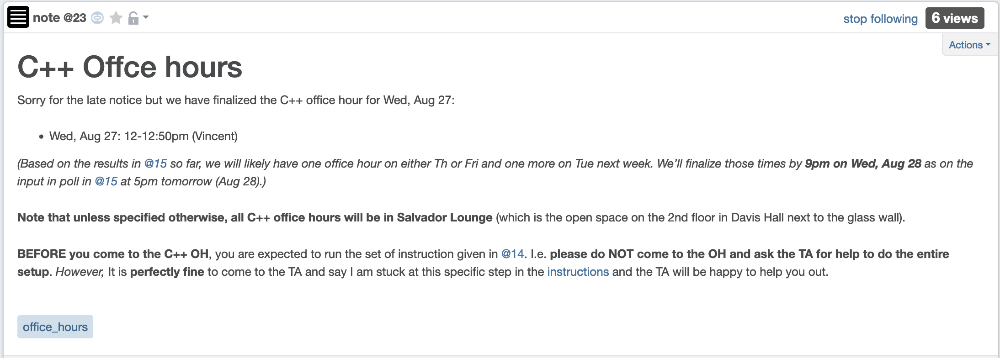 note @23
stop following
6 views
Actions
C++ Offce hours
Sorry for the late notice but we have finalized the C++ office hour for Wed, Aug 27:
• Wed, Aug 27: 12-12:50pm (Vincent)
(Based on the results in @15 so far, we will likely have one office hour on either Th or Fri and one more on Tue next week. We’ll finalize those times by 9pm on Wed, Aug 28 as on the
input in poll in @15 at 5pm tomorrow (Aug 28).)
Note that unless specified otherwise, all C++ office hours will be in Salvador Lounge (which is the open space on the 2nd floor in Davis Hall next to the glass wall).
BEFORE you come to the C++ OH, you are expected to run the set of instruction given in @14. I.e. please do NOT come to the OH and ask the TA for help to do the entire
setup. However, It is perfectly fine to come to the TA and say I am stuck at this specific step in the instructions and the TA will be happy to help you out.
office_hours